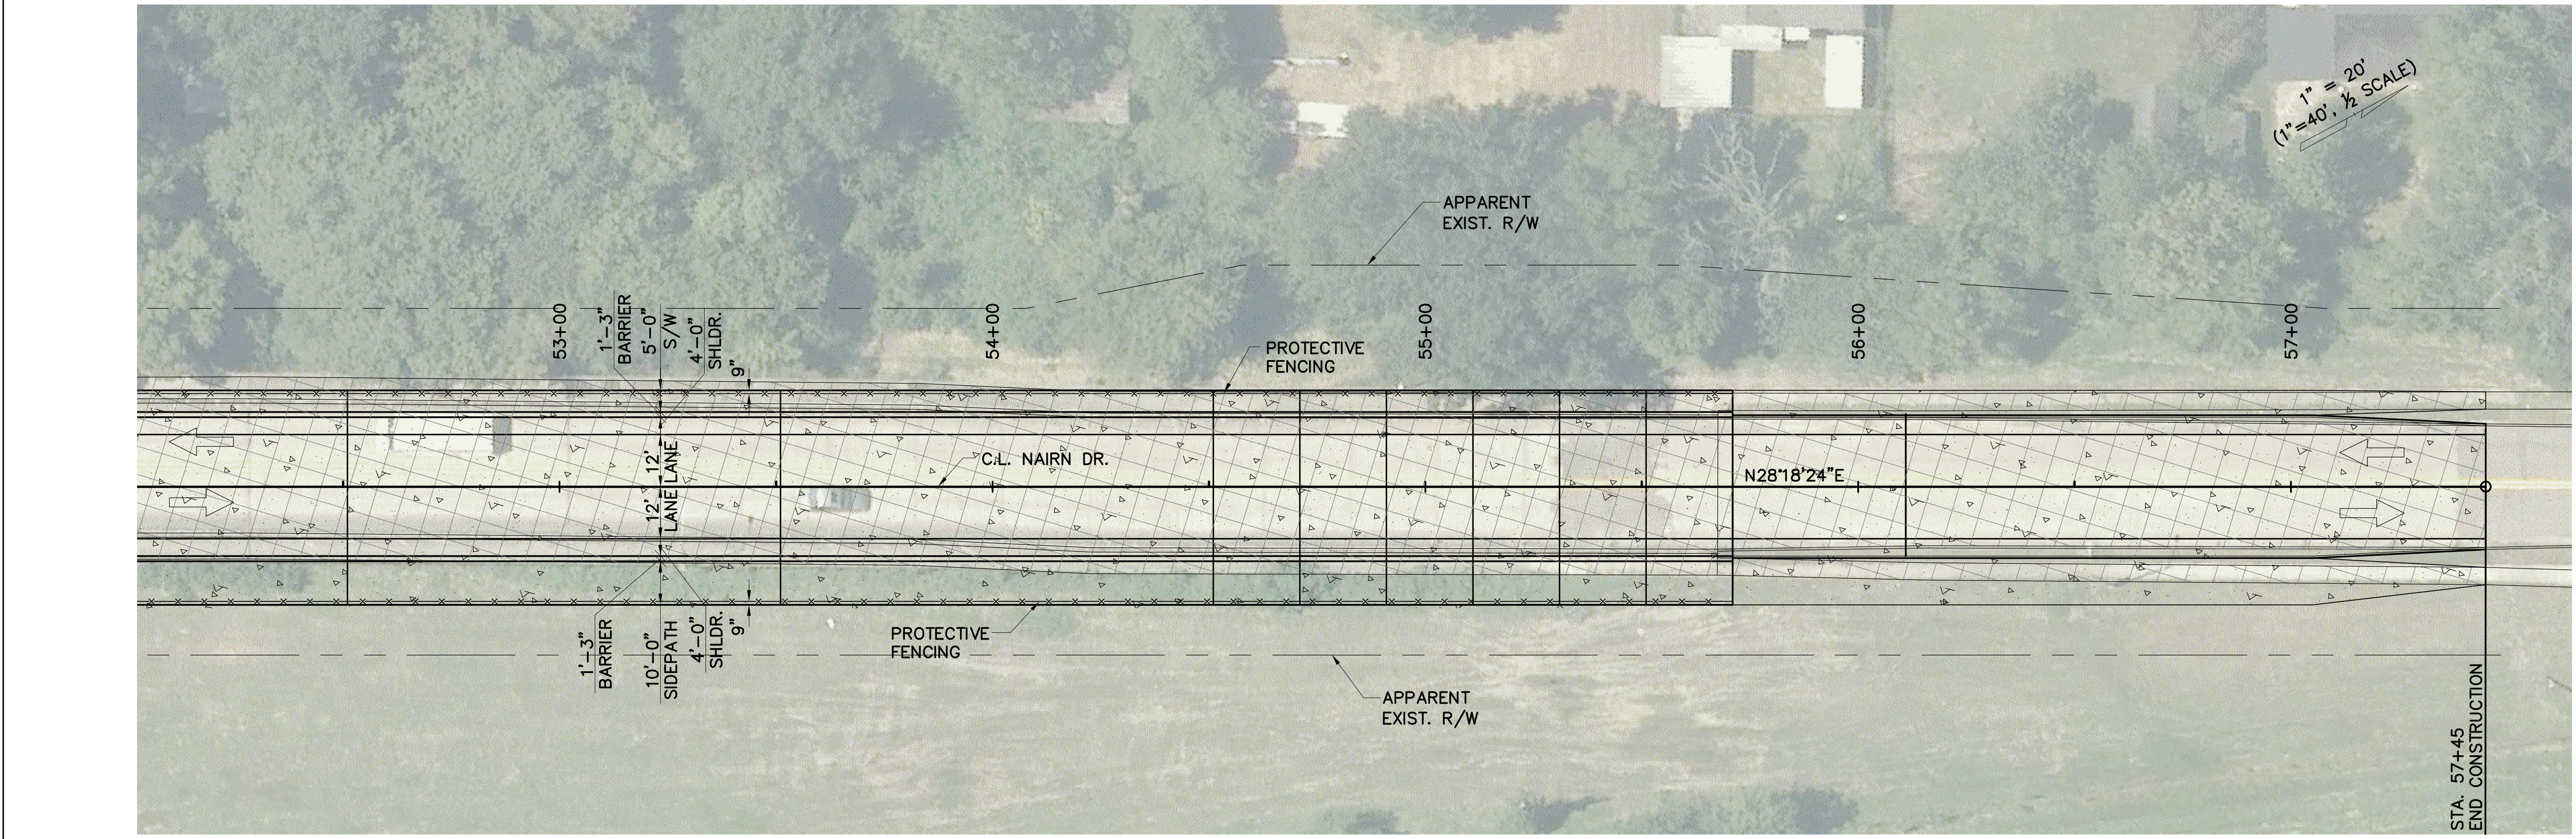 1" = 20'
(1"=40', ½ SCALE)
APPARENT
EXIST. R/W
53+00
54+00
55+00
56+00
57+00
1'-3"
BARRIER
5'-0"
S/W
4'-0"
SHLDR.
9"
PROTECTIVE
FENCING
12'
LANE
12'
LANE
C.L. NAIRN DR.
N28°18'24"E
1'-3"
BARRIER
10'-0"
SIDEPATH
4'-0"
SHLDR.
9"
PROTECTIVE
FENCING
APPARENT
EXIST. R/W
STA. 57+45
END CONSTRUCTION